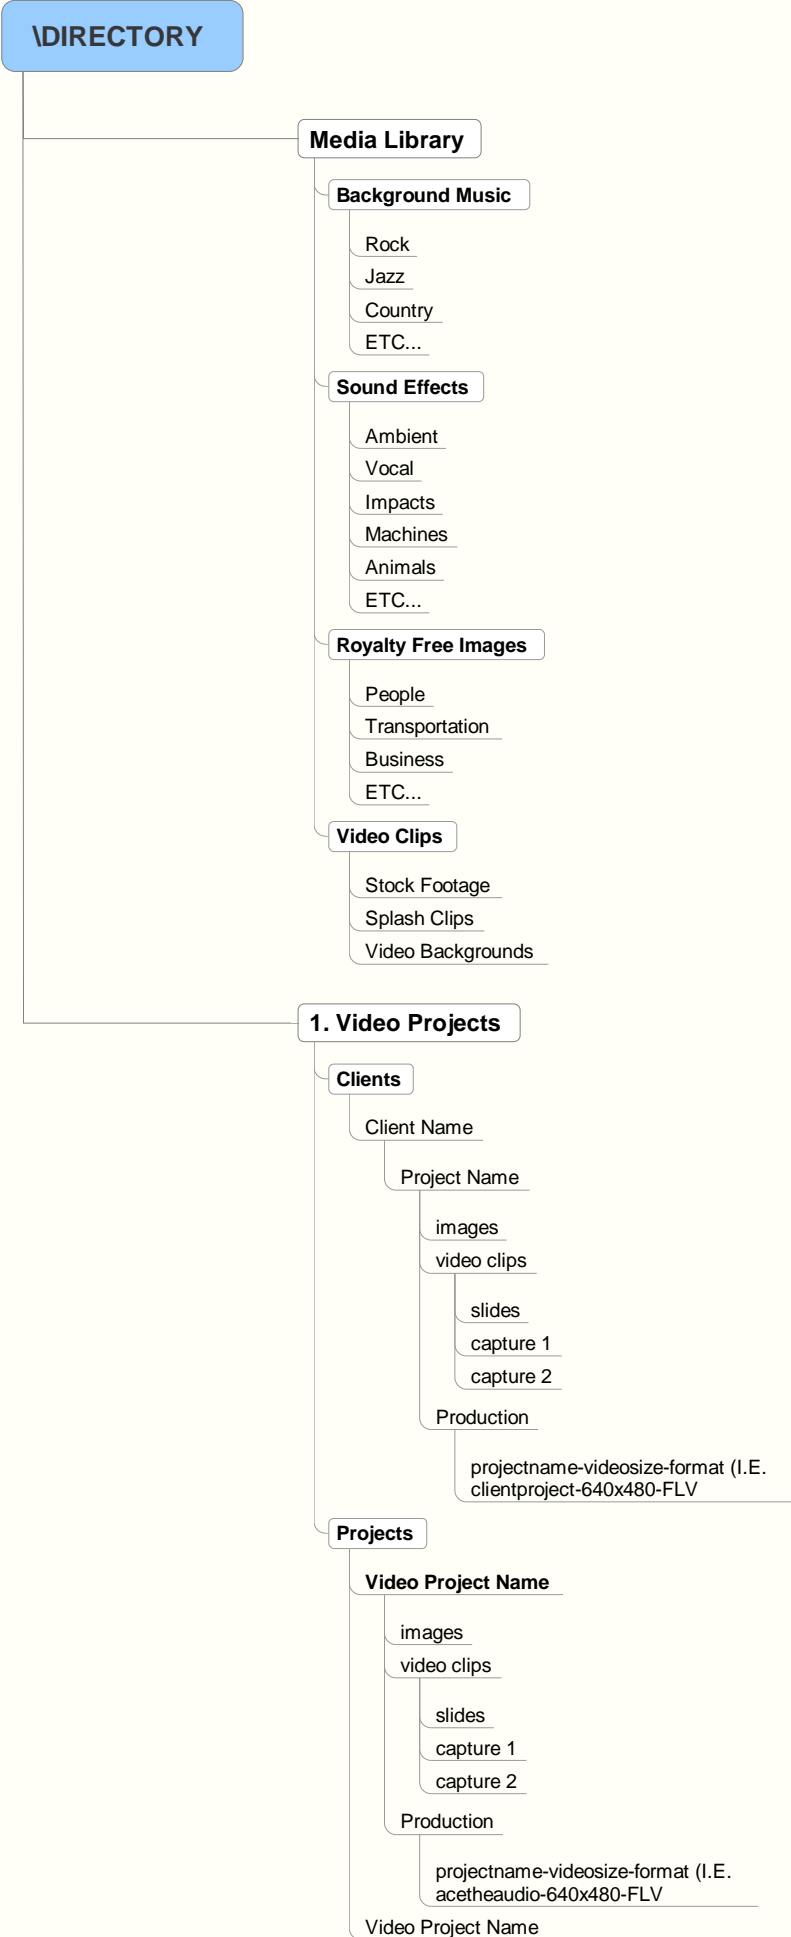 \DIRECTORY
Media Library
Background Music
Rock
Jazz
Country
ETC...
Sound Effects
Ambient
Vocal
Impacts
Machines
Animals
ETC...
Royalty Free Images
People
Transportation
Business
ETC...
Video Clips
Stock Footage
Splash Clips
Video Backgrounds
1. Video Projects
Clients
Client Name
Project Name
images
video clips
slides
capture 1
capture 2
Production
projectname-videosize-format (I.E.
clientproject-640x480-FLV
Projects
Video Project Name
images
video clips
slides
capture 1
capture 2
Production
projectname-videosize-format (I.E.
acetheaudio-640x480-FLV
Video Project Name